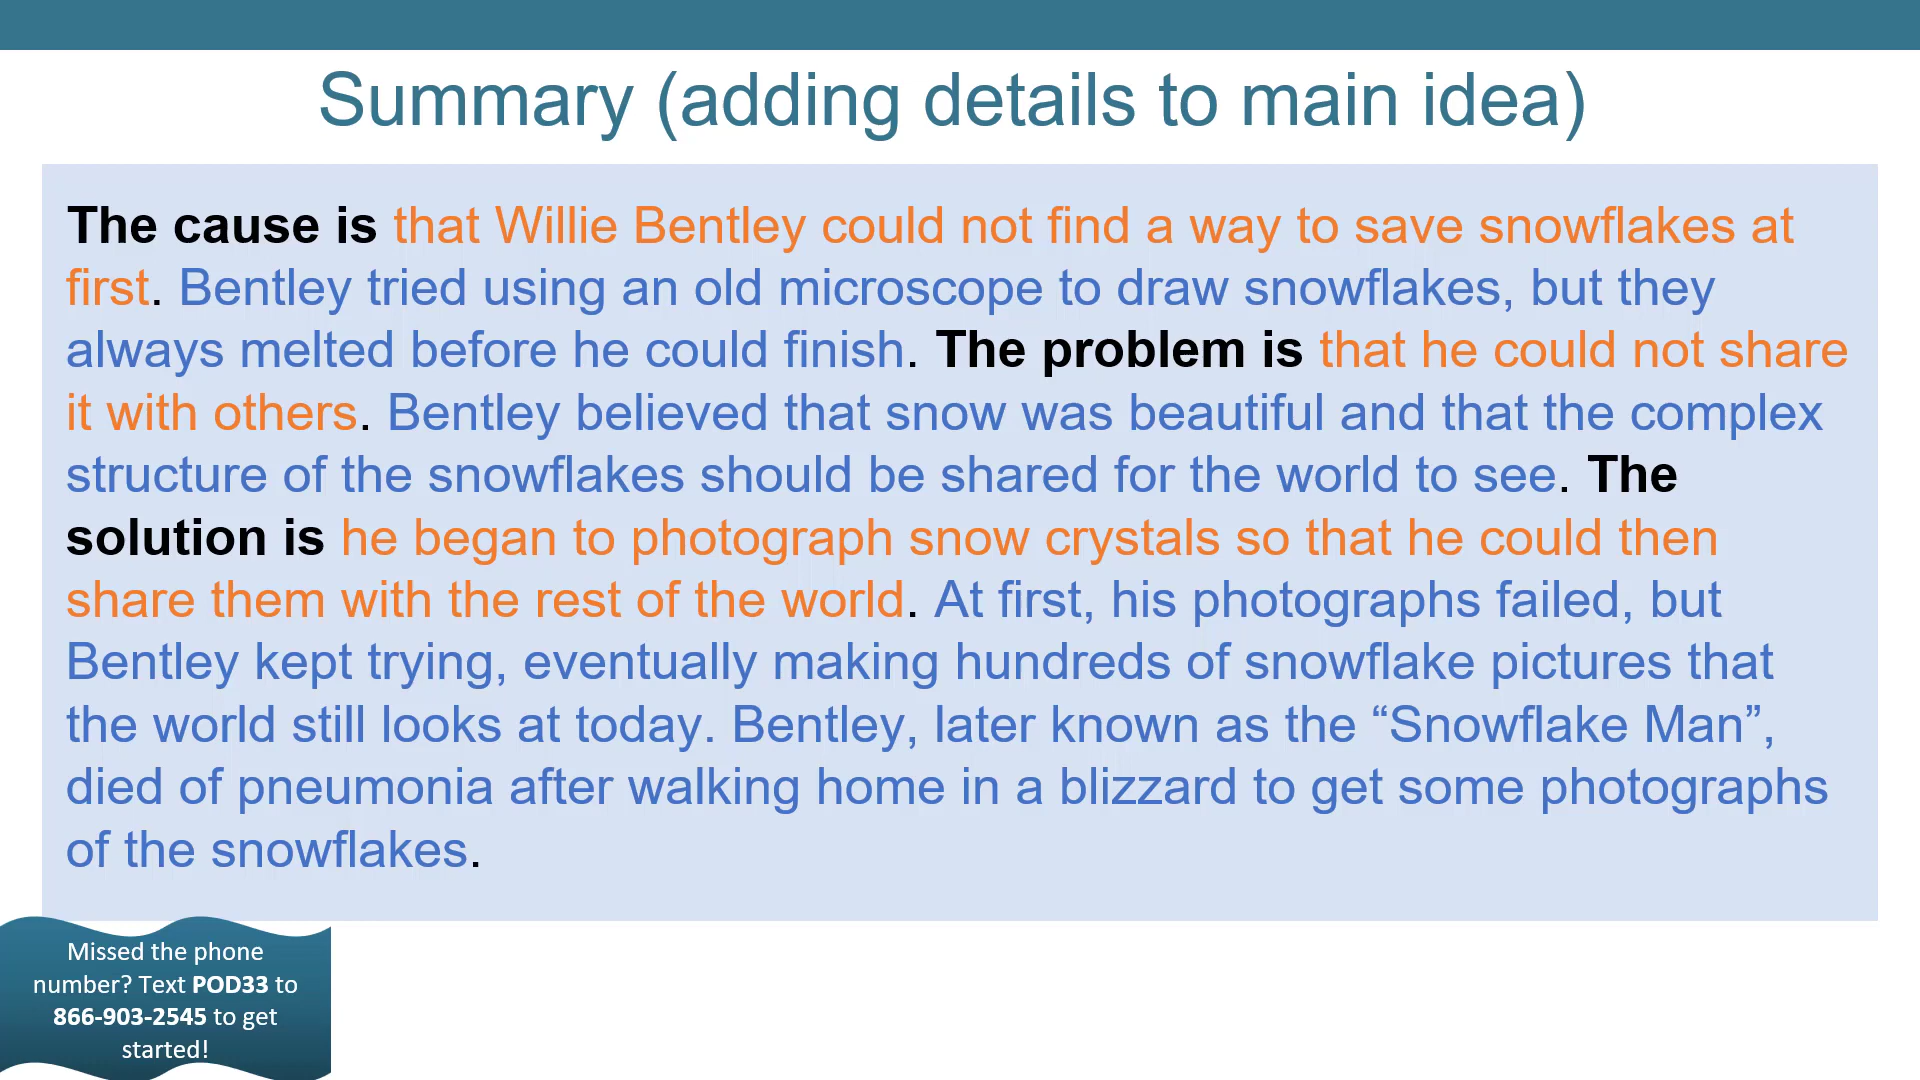 Summary (adding details to main idea)
The cause is that Willie Bentley could not find a way to save snowflakes at
first. Bentley tried using an old microscope to draw snowflakes, but they
always melted before he could finish. The problem is that he could not share
it with others. Bentley believed that snow was beautiful and that the complex
structure of the snowflakes should be shared for the world to see. The
solution is he began to photograph snow crystals so that he could then
share them with the rest of the world. At first, his photographs failed, but
Bentley kept trying, eventually making hundreds of snowflake pictures that
the world still looks at today. Bentley, later known as the “Snowflake Man”,
died of pneumonia after walking home in a blizzard to get some photographs
of the snowflakes.
Missed the phone
number? Text POD33 to
866-903-2545 to get
started!